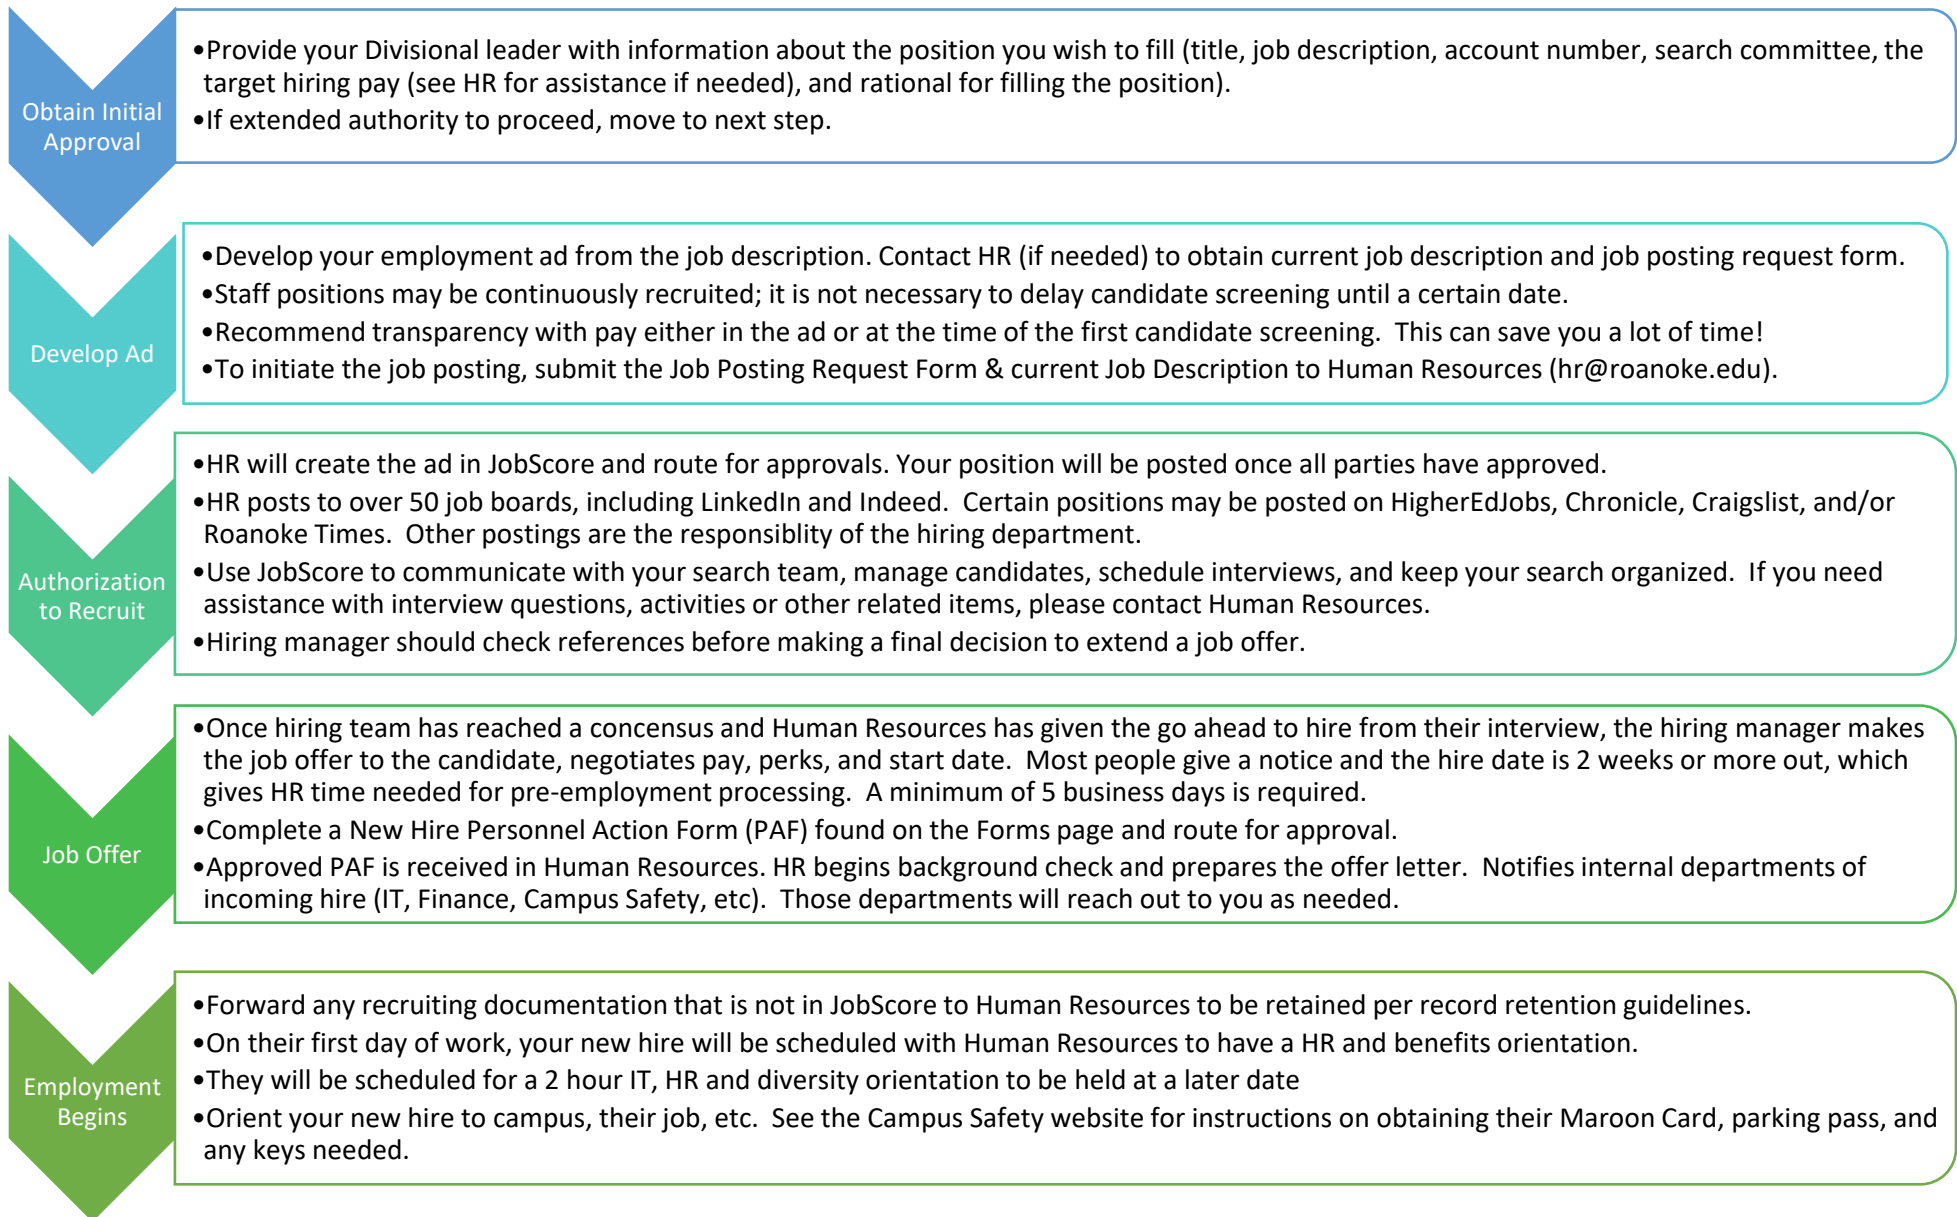 Obtain Initial
Approval
•Provide your Divisional leader with information about the position you wish to fill (title, job description, account number, search committee, the
target hiring pay (see HR for assistance if needed), and rational for filling the position).
•If extended authority to proceed, move to next step.
Develop Ad
•Develop your employment ad from the job description. Contact HR (if needed) to obtain current job description and job posting request form.
•Staff positions may be continuously recruited; it is not necessary to delay candidate screening until a certain date.
•Recommend transparency with pay either in the ad or at the time of the first candidate screening.  This can save you a lot of time!
•To initiate the job posting, submit the Job Posting Request Form & current Job Description to Human Resources (hr@roanoke.edu).
Authorization
to Recruit
•HR will create the ad in JobScore and route for approvals. Your position will be posted once all parties have approved.
•HR posts to over 50 job boards, including LinkedIn and Indeed.  Certain positions may be posted on HigherEdJobs, Chronicle, Craigslist, and/or
Roanoke Times.  Other postings are the responsiblity of the hiring department.
•Use JobScore to communicate with your search team, manage candidates, schedule interviews, and keep your search organized.  If you need
assistance with interview questions, activities or other related items, please contact Human Resources.
•Hiring manager should check references before making a final decision to extend a job offer.
Job Offer
•Once hiring team has reached a concensus and Human Resources has given the go ahead to hire from their interview, the hiring manager makes
the job offer to the candidate, negotiates pay, perks, and start date.  Most people give a notice and the hire date is 2 weeks or more out, which
gives HR time needed for pre-employment processing.  A minimum of 5 business days is required.
•Complete a New Hire Personnel Action Form (PAF) found on the Forms page and route for approval.
•Approved PAF is received in Human Resources. HR begins background check and prepares the offer letter.  Notifies internal departments of
incoming hire (IT, Finance, Campus Safety, etc).  Those departments will reach out to you as needed.
Employment
Begins
•Forward any recruiting documentation that is not in JobScore to Human Resources to be retained per record retention guidelines.
•On their first day of work, your new hire will be scheduled with Human Resources to have a HR and benefits orientation.
•They will be scheduled for a 2 hour IT, HR and diversity orientation to be held at a later date
•Orient your new hire to campus, their job, etc.  See the Campus Safety website for instructions on obtaining their Maroon Card, parking pass, and
any keys needed.